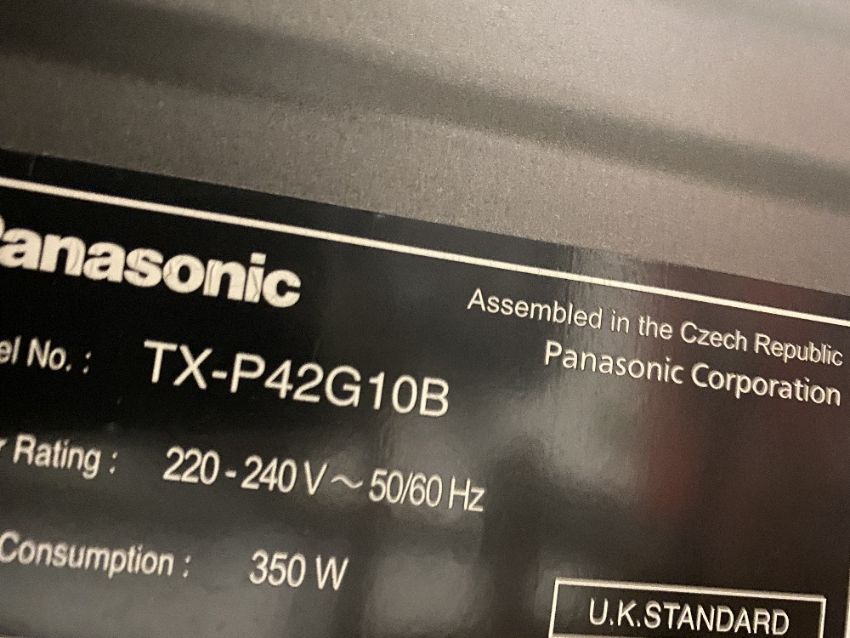 Panasonic
Assembled in the Czech Republic
Panasonic Corporation
el No. : TX-P42G10B
r Rating : 220 - 240 V ~ 50/60 Hz
Consumption : 350 W
U.K.STANDARD